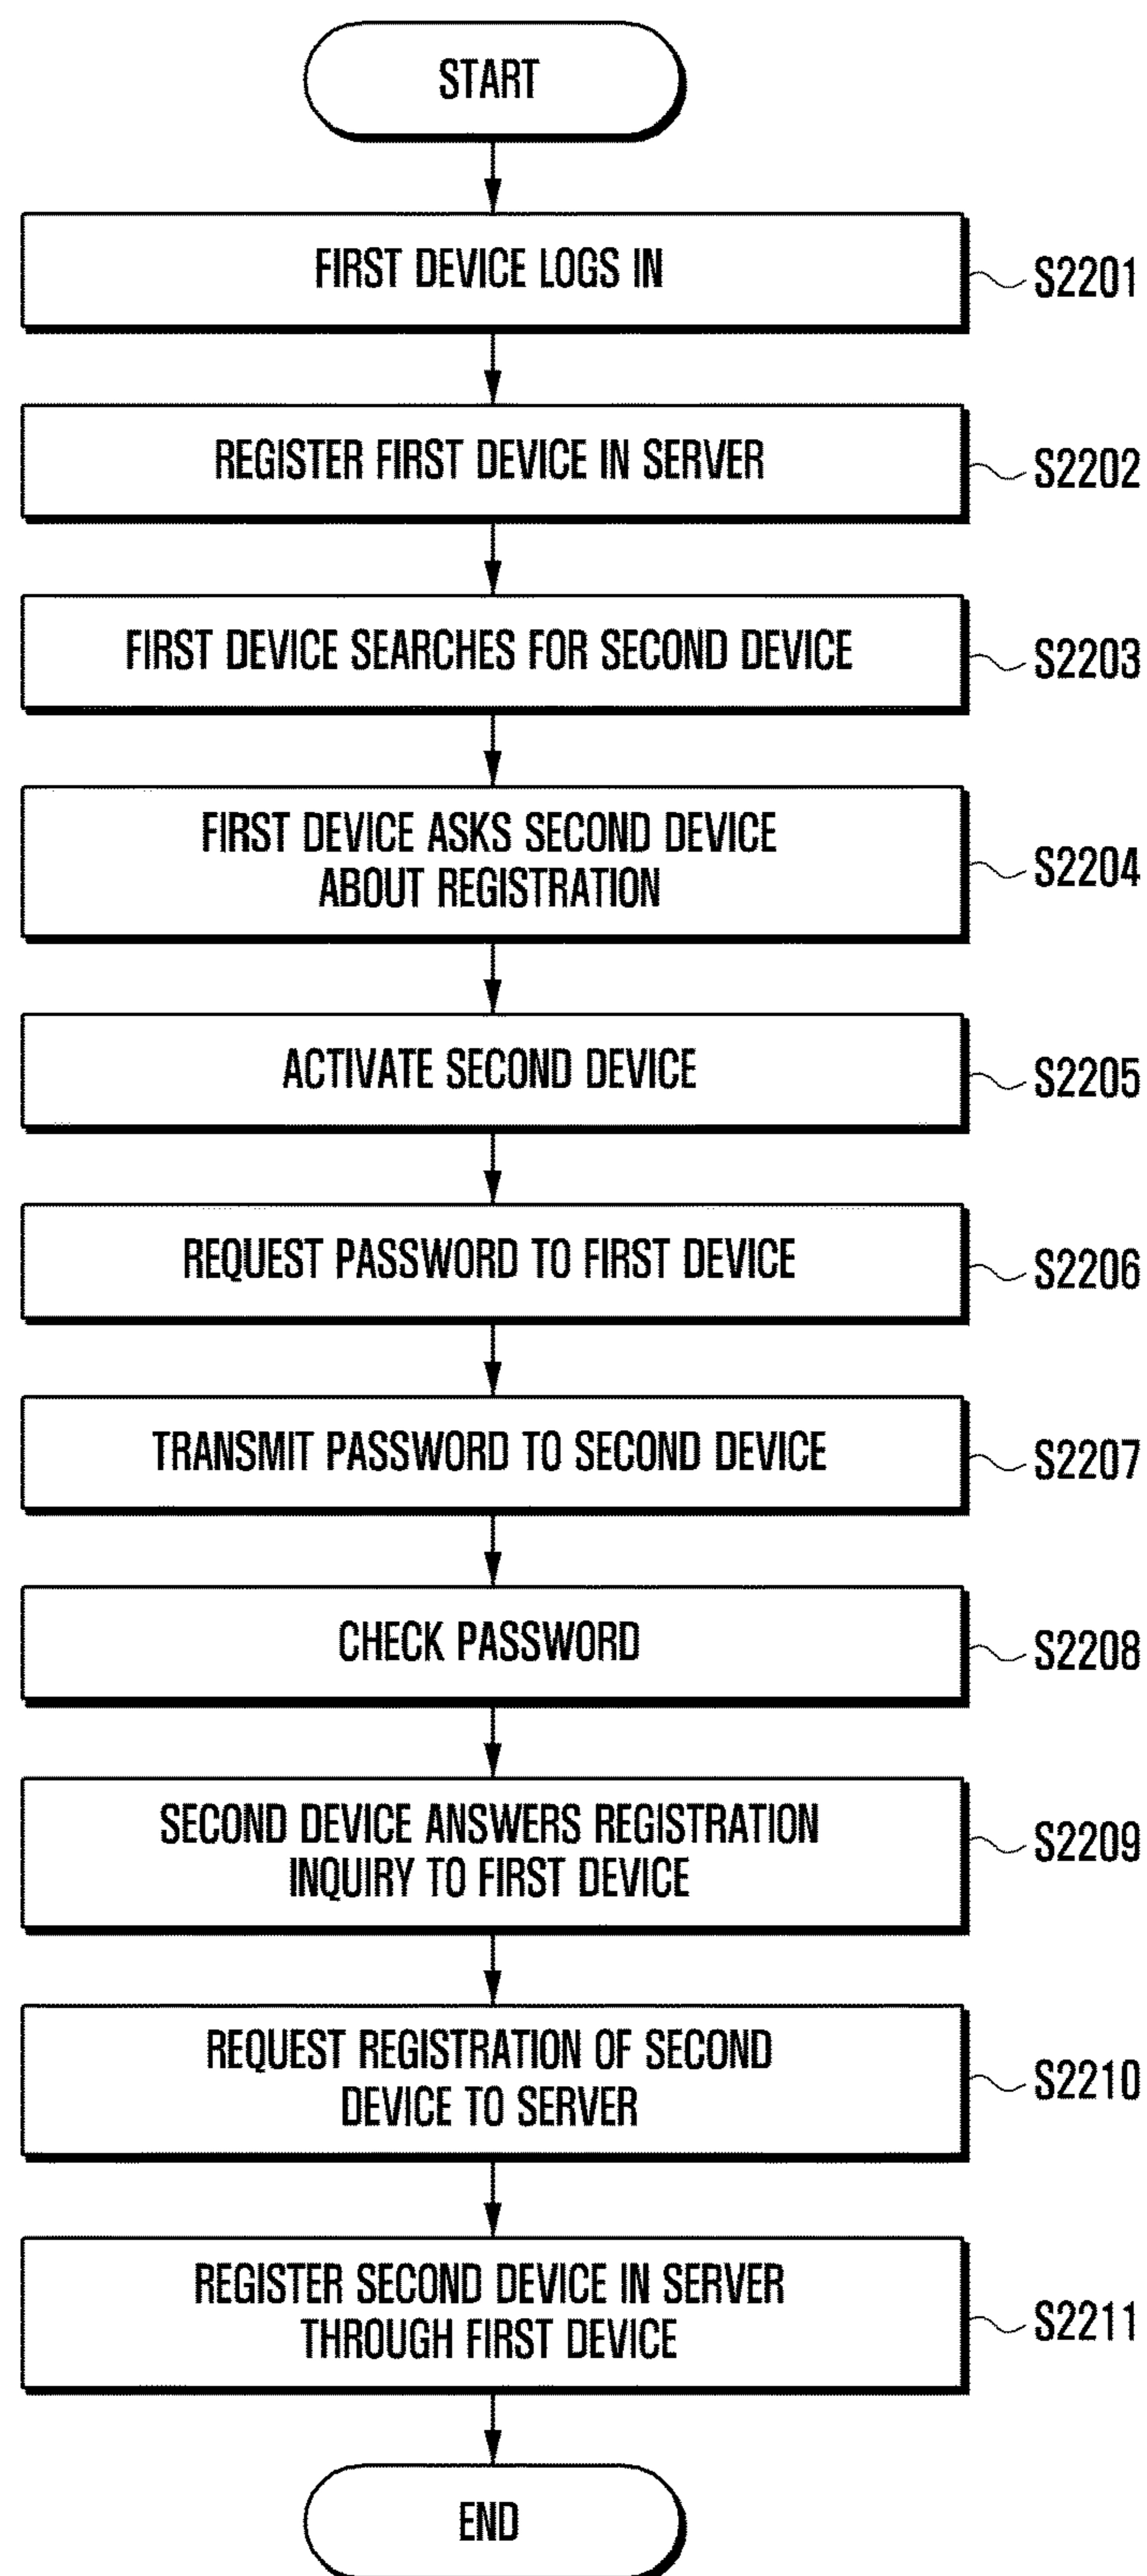 START
FIRST DEVICE LOGS IN
S2201
REGISTER FIRST DEVICE IN SERVER
S2202
FIRST DEVICE SEARCHES FOR SECOND DEVICE
S2203
FIRST DEVICE ASKS SECOND DEVICE
ABOUT REGISTRATION
S2204
ACTIVATE SECOND DEVICE
S2205
REQUEST PASSWORD TO FIRST DEVICE
S2206
TRANSMIT PASSWORD TO SECOND DEVICE
S2207
CHECK PASSWORD
S2208
SECOND DEVICE ANSWERS REGISTRATION
INQUIRY TO FIRST DEVICE
S2209
REQUEST REGISTRATION OF SECOND
DEVICE TO SERVER
S2210
REGISTER SECOND DEVICE IN SERVER
THROUGH FIRST DEVICE
S2211
END